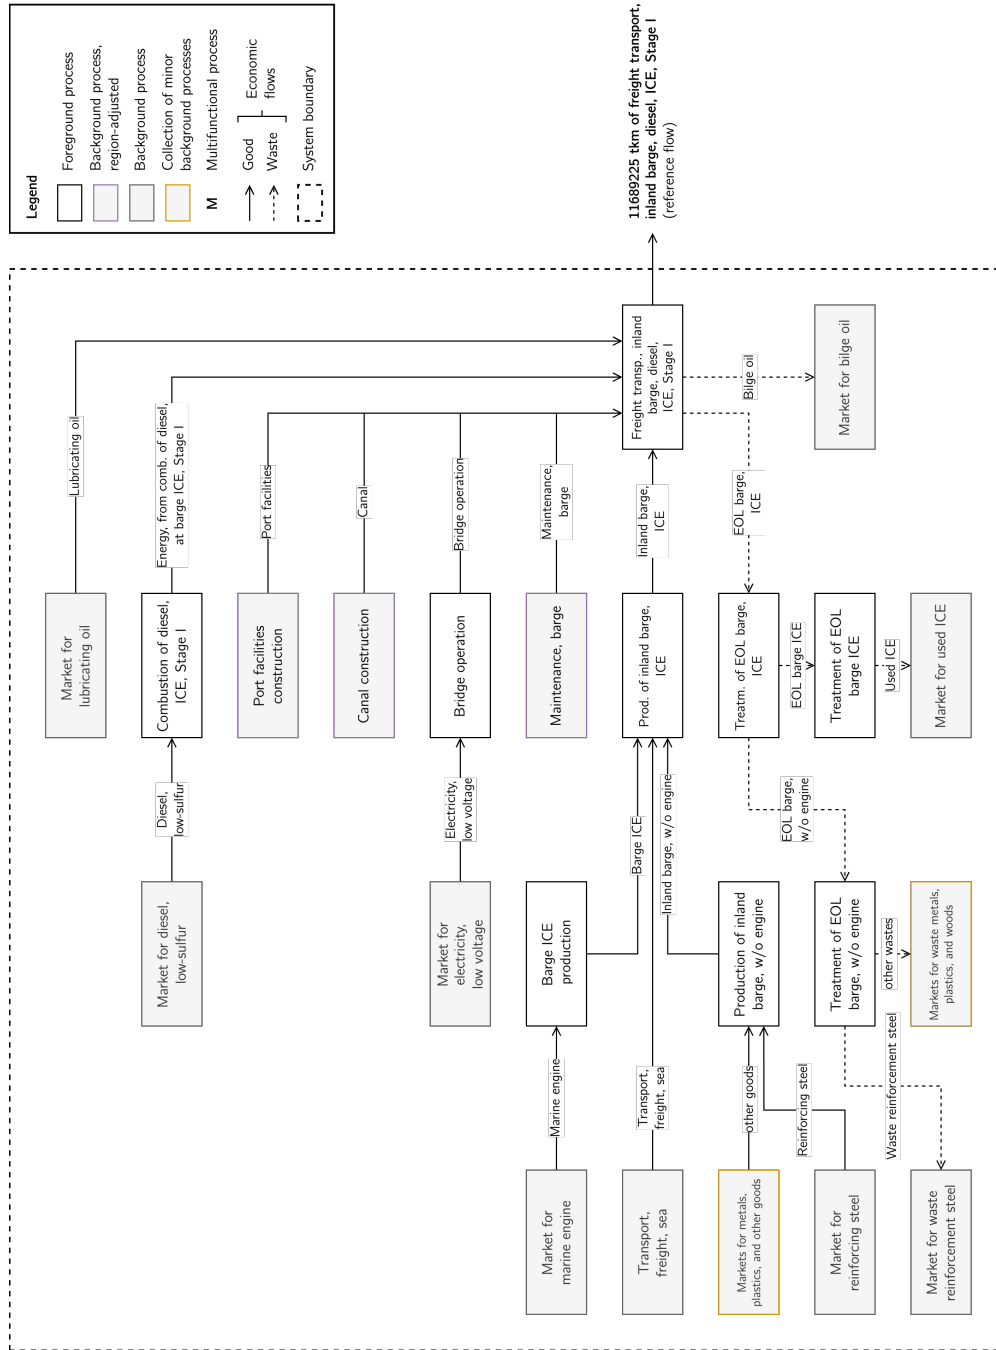 Legend
Foreground process
Background process,
region-adjusted
Background process
Collection of minor
background processes
M
Multifunctional process
Good
Waste
Economic
flows
System boundary
11689225 tkm of freight transport,
inland barge, diesel, ICE, Stage I
(reference flow)
Market for
lubricating oil
Lubricating oil
Market for diesel,
low-sulfur
Diesel,
low-sulfur
Combustion of diesel,
ICE, Stage I
Energy, from comb. of diesel,
at barge ICE, Stage I
Port facilities
construction
Port facilities
Canal construction
Canal
Market for
electricity,
low voltage
Electricity,
low voltage
Bridge operation
Bridge operation
Market for
marine engine
Marine engine
Barge ICE
production
Barge ICE
Maintenance, barge
Maintenance,
barge
Transport,
freight, sea
Transport,
freight, sea
Prod. of inland barge,
ICE
Inland barge,
ICE
Freight transp., inland
barge, diesel,
ICE, Stage I
Inland barge, w/o engine
Markets for metals,
plastics, and other goods
other goods
Production of inland
barge, w/o engine
Treatm. of EOL barge,
ICE
EOL barge,
ICE
Bilge oil
Market for bilge oil
Market for
reinforcing steel
Reinforcing steel
EOL barge,
w/o engine
EOL barge ICE
Treatment of EOL
barge, w/o engine
Treatment of EOL
barge ICE
Market for waste
reinforcement steel
Waste reinforcement steel
other wastes
Markets for waste metals,
plastics, and woods
Used ICE
Market for used ICE